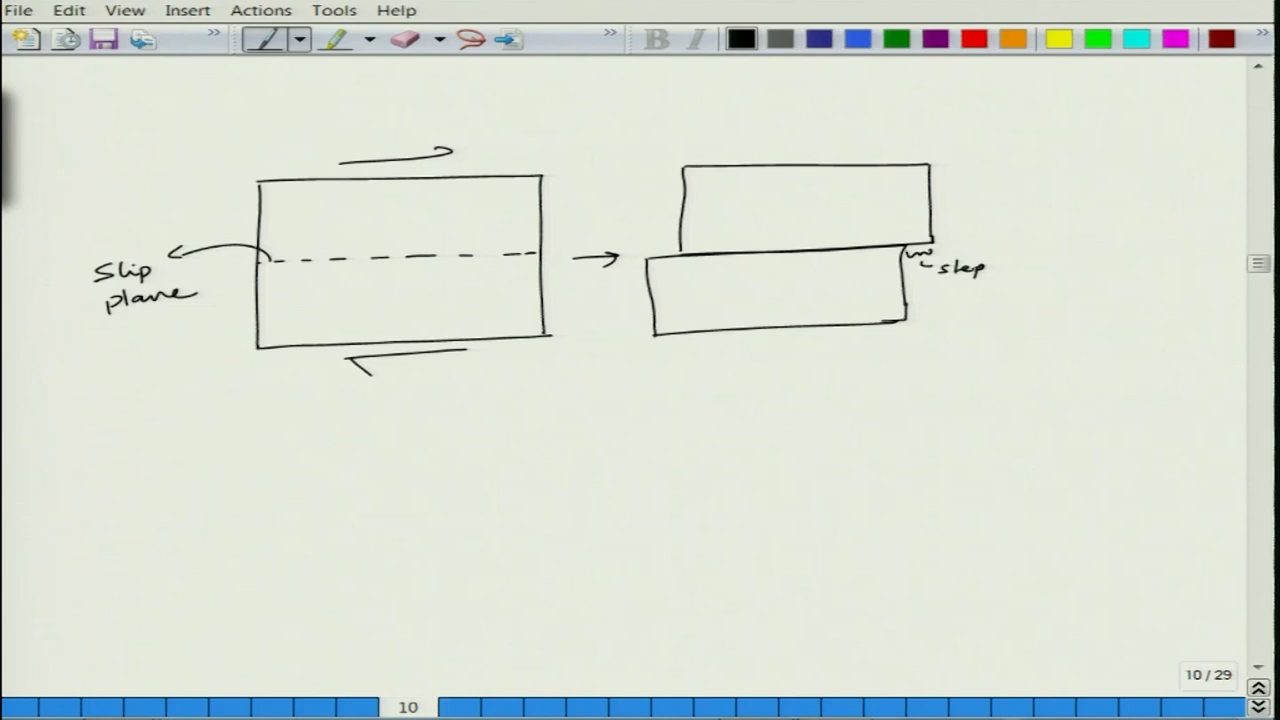 File Edit View Insert Actions Tools Help
B I
Slip
plane
step
10 / 29
10